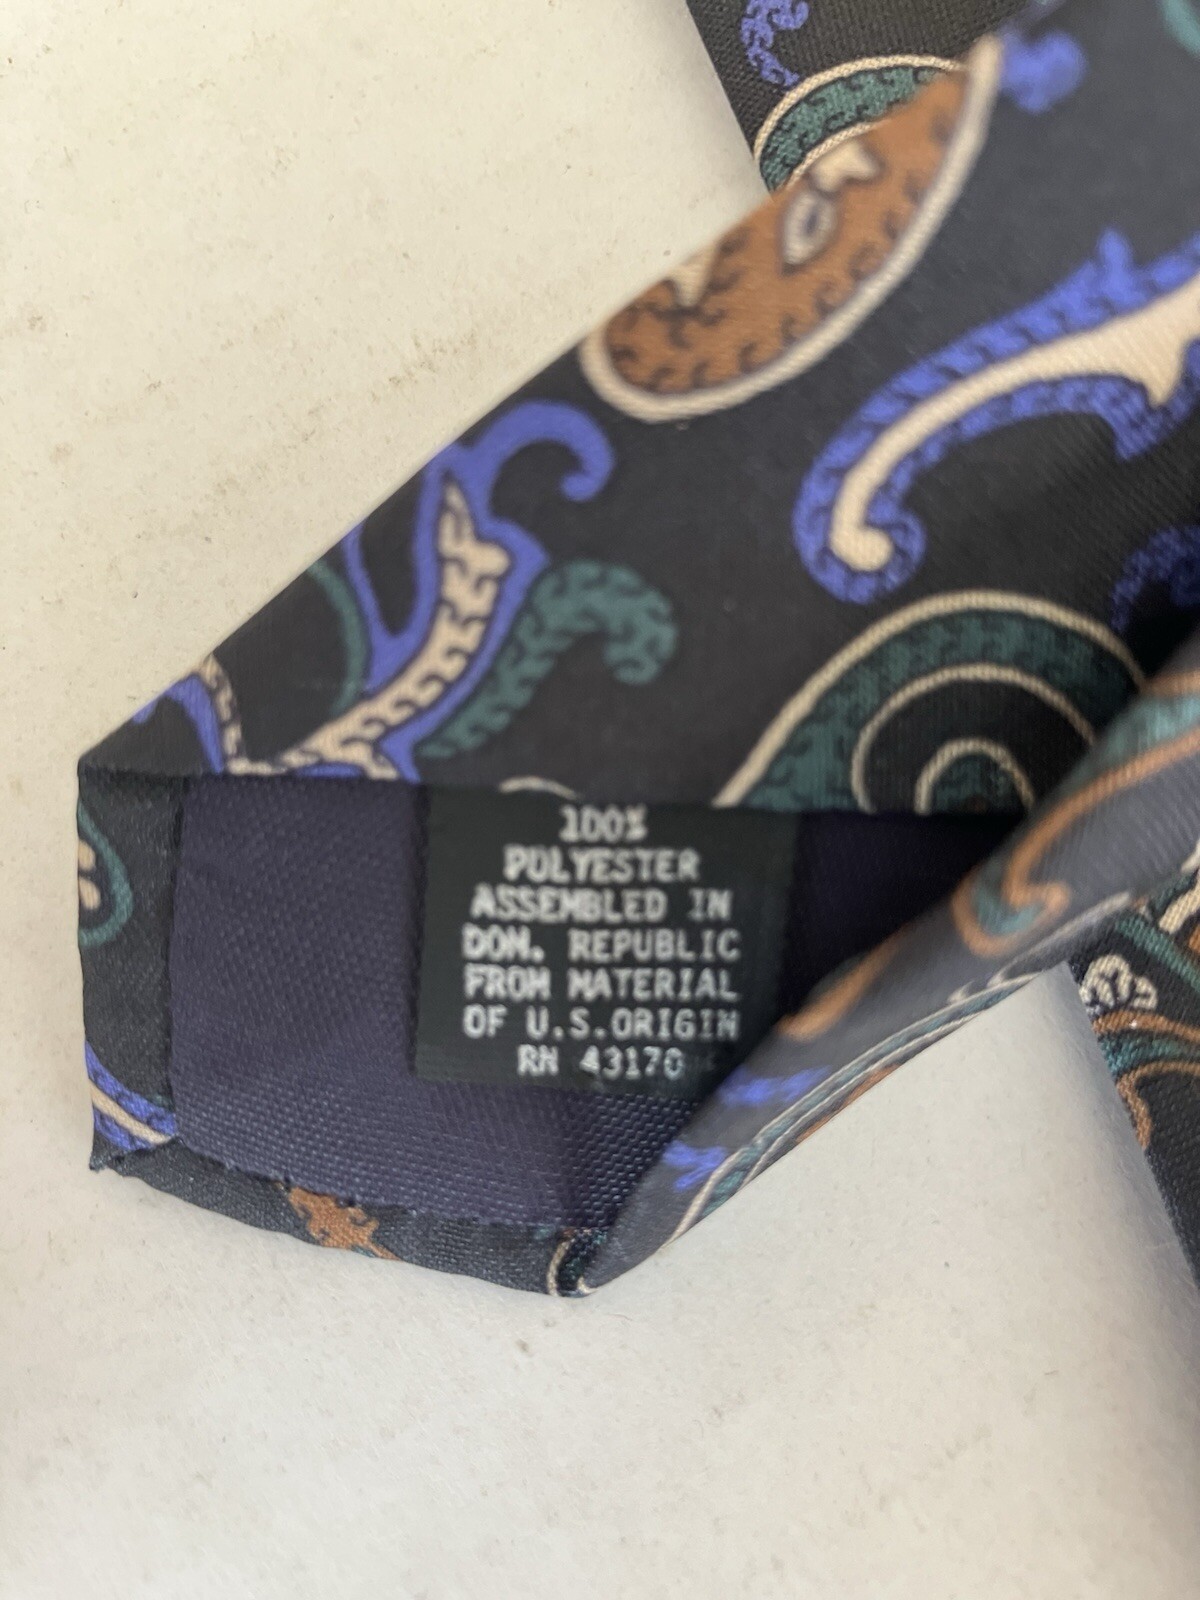 100%
POLYESTER
ASSEMBLED IN
DOM. REPUBLIC
FROM MATERIAL
OF U.S.ORIGIN
RN 43170